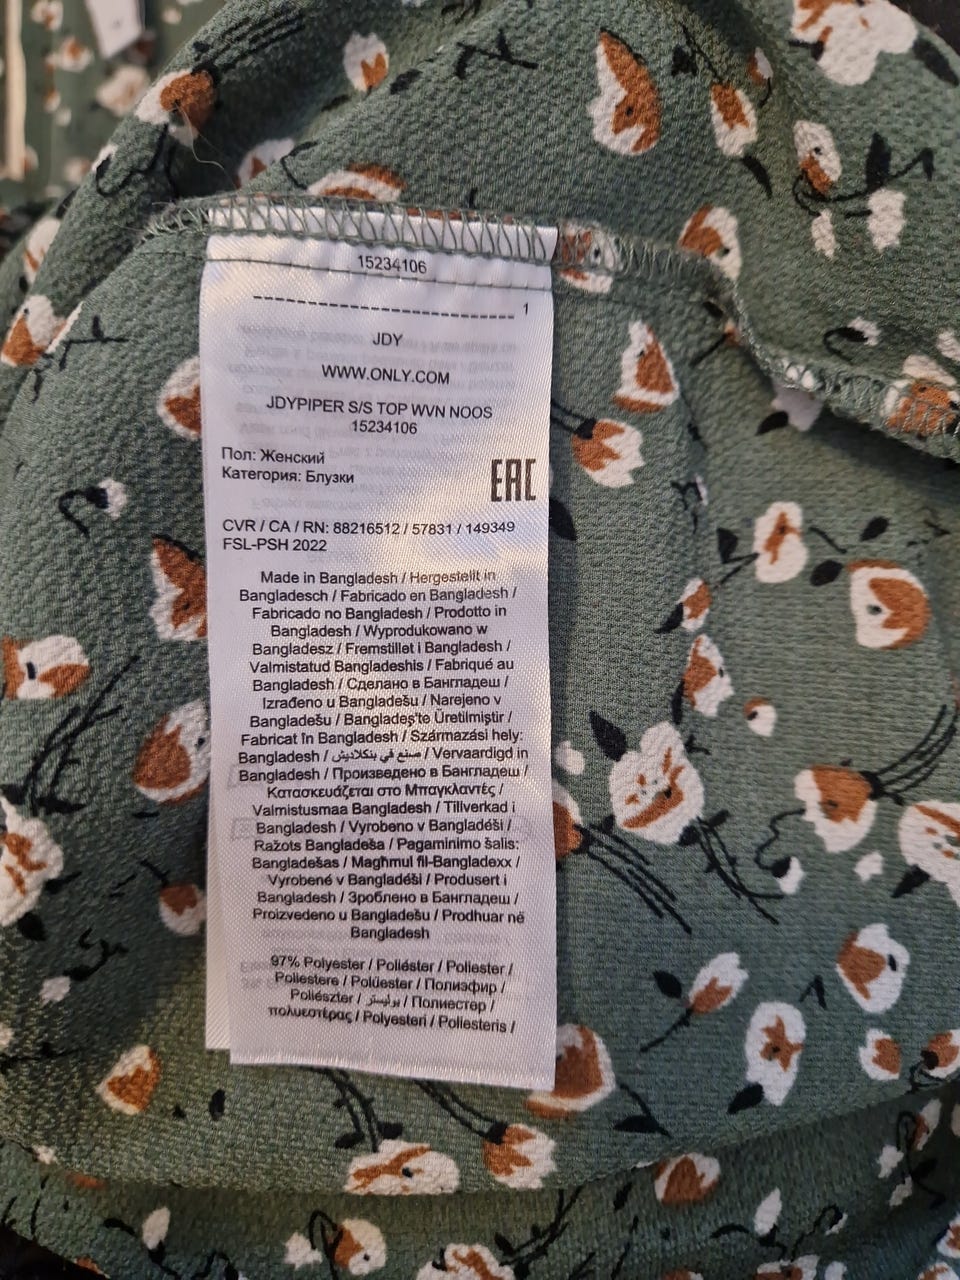 15234106
1
JDY
WWW.ONLY.COM
JDYPIPER S/S TOP WVN NOOS
15234106
Пол: Женский
Категория: Блузки
EAC
CVR / CA / RN: 88216512 / 57831 / 149349
FSL-PSH 2022
Made in Bangladesh / Hergestellt in
Bangladesch / Fabricado en Bangladesh /
Fabricado no Bangladesh / Prodotto in
Bangladesh / Wyprodukowano w
Bangladesz / Fremstillet i Bangladesh /
Valmistatud Bangladeshis / Fabriqué au
Bangladesh / Сделано в Бангладеш /
Izrađeno u Bangladešu / Narejeno v
Bangladešu / Bangladeş'te Üretilmiştir /
Fabricat în Bangladesh / Származási hely:
Bangladesh / صنع في بنكلاديش / Vervaardigd in
Bangladesh / Произведено в Бангладеш /
Κατασκευάζεται στο Μπαγκλαντές /
Valmistusmaa Bangladesh / Tillverkad i
Bangladesh / Vyrobeno v Bangladéši /
Ražots Bangladeša / Pagaminimo šalis:
Bangladešas / Magħmul fil-Bangladexx /
Vyrobené v Bangladéši / Produsert i
Bangladesh / Зроблено в Бангладеш /
Proizvedeno u Bangladešu / Prodhuar në
Bangladesh
97% Polyester / Poliéster / Poliester /
Poliestere / Polüester / Полиэфир /
Poliészter / بوليستر / Полиестер /
πολυεστέρας / Polyesteri / Poliesteris /